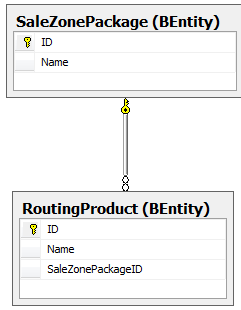 SaleZonePackage (BEntity)
ID
Name
RoutingProduct (BEntity)
ID
Name
SaleZonePackageID